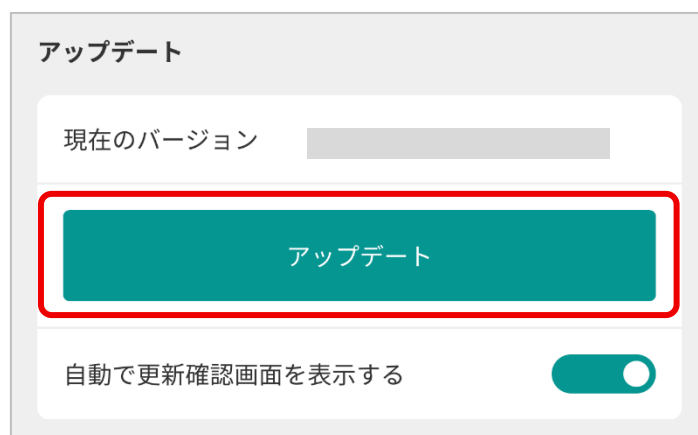 アップデート
現在のバージョン
アップデート
自動で更新確認画面を表示する